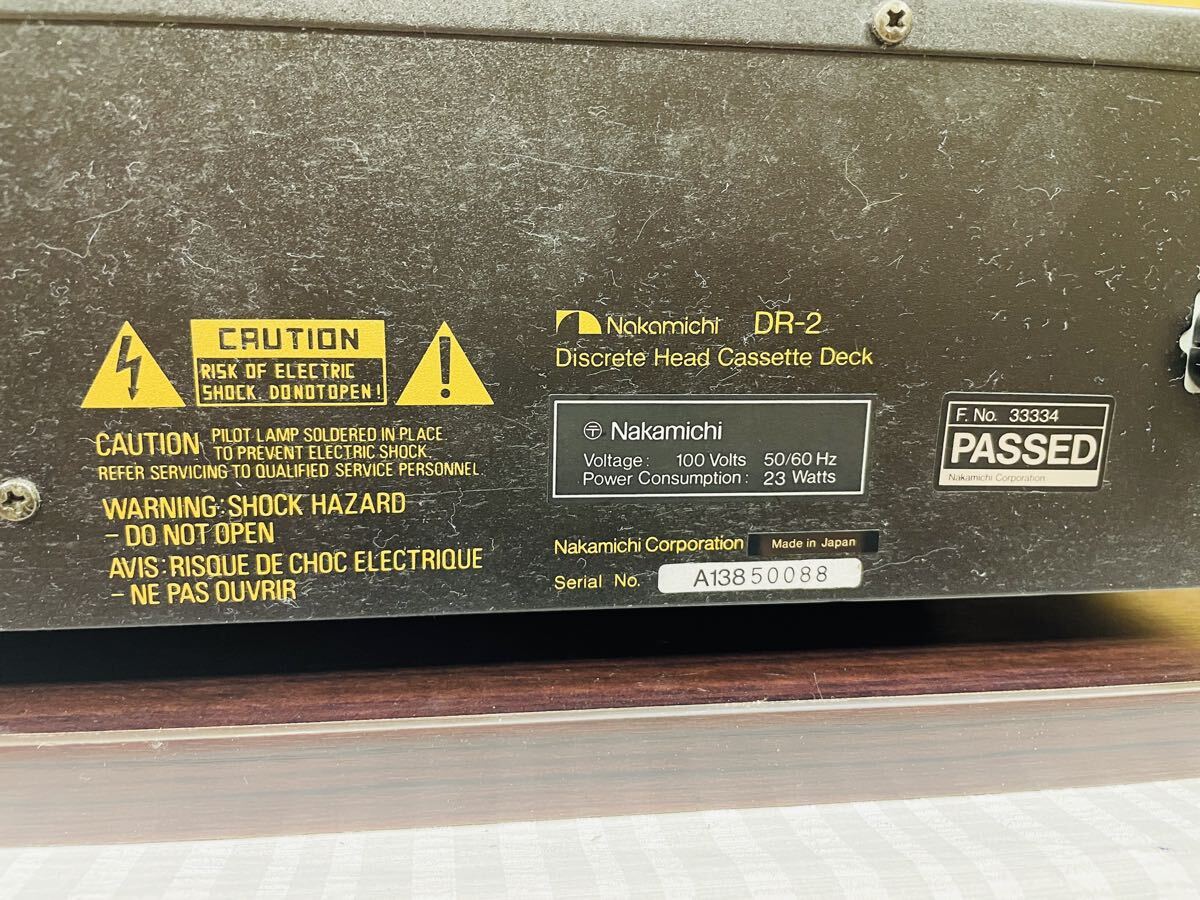 CAUTION
RISK OF ELECTRIC
SHOCK. DO NOT OPEN!
CAUTION PILOT LAMP SOLDERED IN PLACE
TO PREVENT ELECTRIC SHOCK.
REFER SERVICING TO QUALIFIED SERVICE PERSONNEL
WARNING: SHOCK HAZARD
- DO NOT OPEN
AVIS: RISQUE DE CHOC ELECTRIQUE
- NE PAS OUVRIR
Nakamichi DR-2
Discrete Head Cassette Deck
〒 Nakamichi
Voltage: 100 Volts 50/60 Hz
Power Consumption: 23 Watts
Nakamichi Corporation Made in Japan
Serial No. A13850088
F. No. 33334
PASSED
Nakamichi Corporation